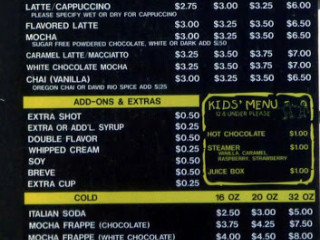 LATTE/CAPPUCCINO $2.75 $3.00 $3.25 $6.00
PLEASE SPECIFY WET OR DRY FOR CAPPUCCINO
FLAVORED LATTE $3.00 $3.25 $3.50 $6.50
MOCHA $3.00 $3.25 $3.50 $6.50
SUGAR FREE POWDERED CHOCOLATE, WHITE OR DARK ADD $.50
CARAMEL LATTE MACCIATTO $3.25 $3.50 $3.75 $7.00
WHITE CHOCOLATE MOCHA $3.25 $3.50 $3.75 $7.00
CHAI (VANILLA) $3.00 $3.25 $3.50 $6.50
OREGON CHAI OR DAVID RIO SPICE ADD $.25
ADD-ONS & EXTRAS
EXTRA SHOT $0.50
EXTRA OR ADD'L SYRUP $0.25
DOUBLE FLAVOR $0.50
WHIPPED CREAM $0.25
SOY $0.50
BREVE $0.50
EXTRA CUP $0.25
KIDS' MENU
12 & UNDER PLEASE
HOT CHOCOLATE $1.00
STEAMER $1.00
VANILLA, CARAMEL,
RASPBERRY, STRAWBERRY
JUICE BOX $1.00
COLD 16 OZ 20 OZ 32 OZ
ITALIAN SODA $2.50 $3.00 $5.00
MOCHA FRAPPE (CHOCOLATE) $3.75 $4.25 $7.50
MOCHA FRAPPE (WHITE CHOCOLATE) $4.00 $4.50 $8.00